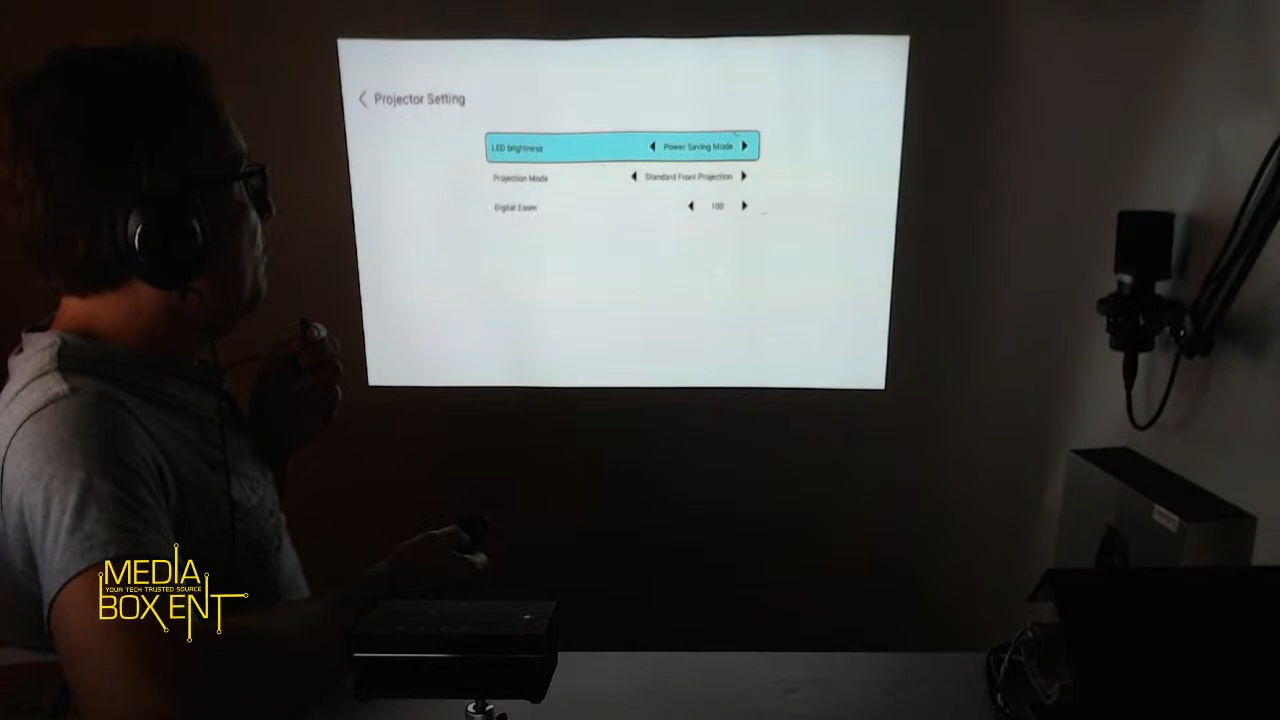 Projector Setting
LED brightness
Power Saving Mode
Projection Mode
Standard Front Projection
Digital Zoom
100
MEDIA
YOUR TECH TRUSTED SOURCE
BOX ENT